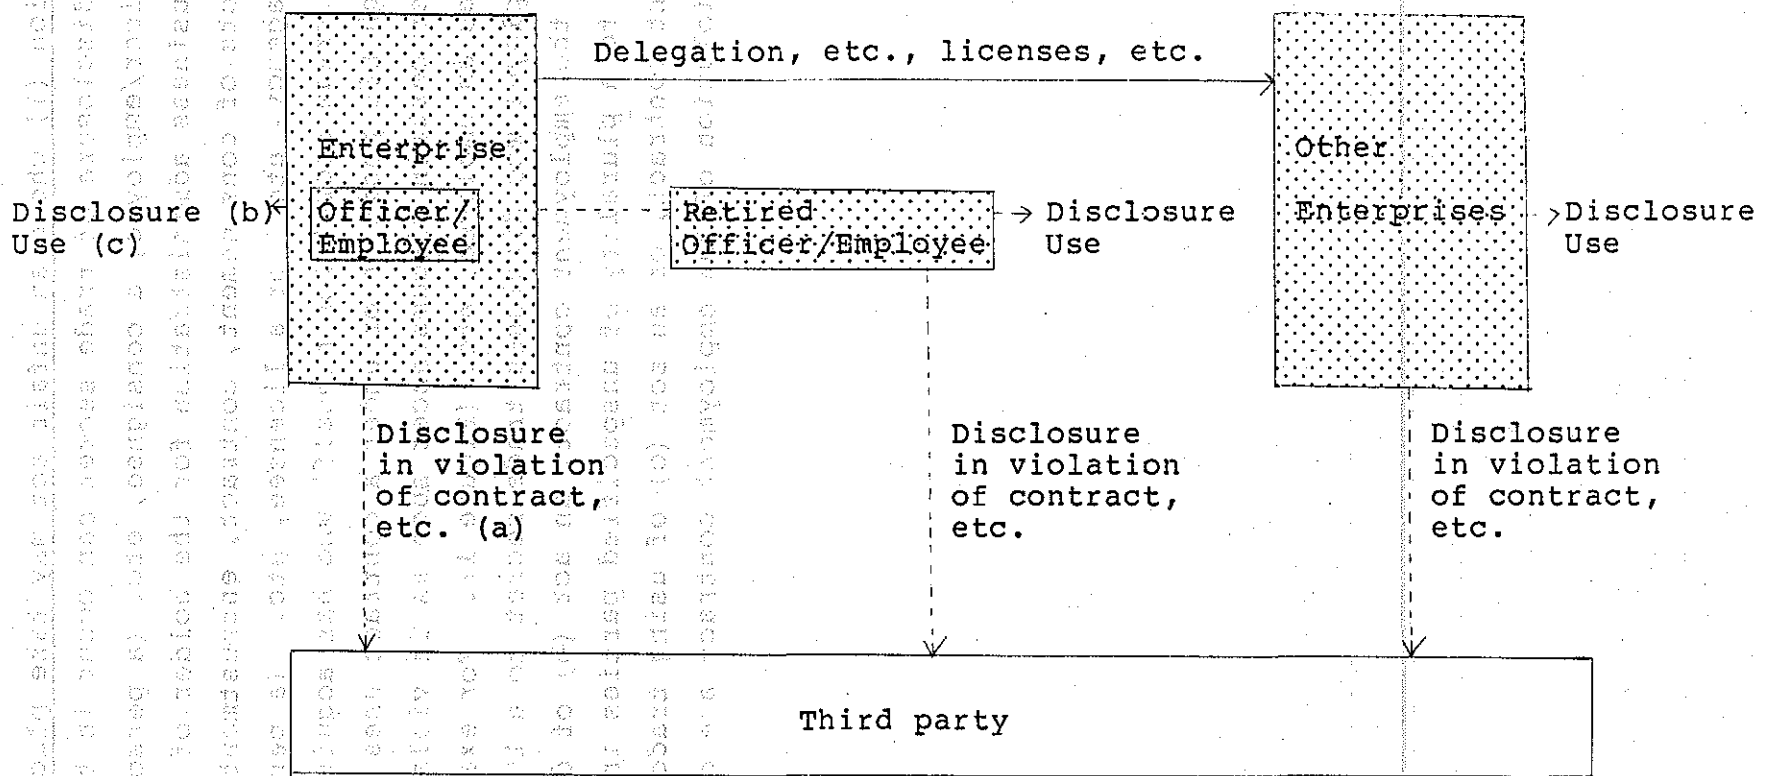 Delegation, etc., licenses, etc.
Enterprise
Officer/
Employee
Disclosure (b)
Use (c)
Retired
Officer/Employee
Disclosure
Use
Other
Enterprises
Disclosure
Use
Disclosure
in violation
of contract,
etc. (a)
Disclosure
in violation
of contract,
etc.
Disclosure
in violation
of contract,
etc.
Third party